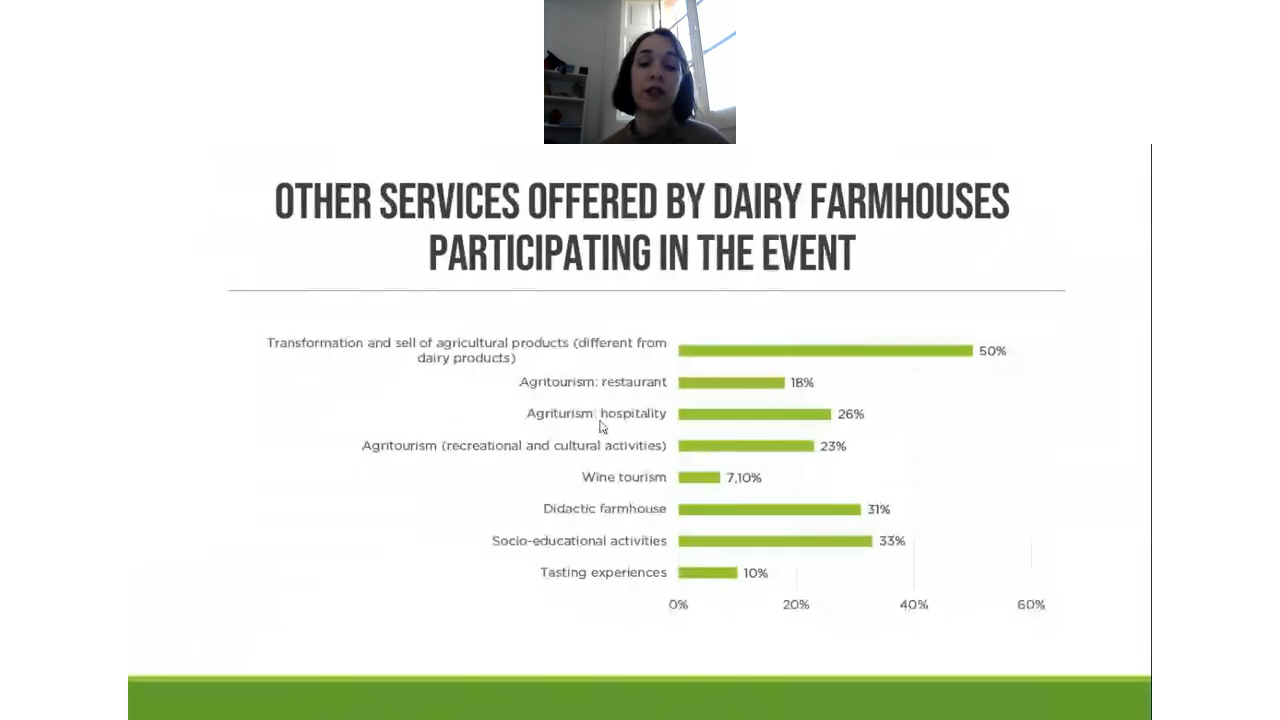 OTHER SERVICES OFFERED BY DAIRY FARMHOUSES
PARTICIPATING IN THE EVENT
Transformation and sell of agricultural products (different from
dairy products)
50%
Agritourism: restaurant
18%
Agriturism: hospitality
26%
Agritourism (recreational and cultural activities)
23%
Wine tourism
7,10%
Didactic farmhouse
31%
Socio-educational activities
33%
Tasting experiences
10%
0%
20%
40%
60%